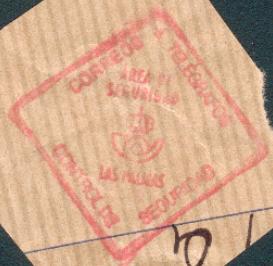 CORREOS Y TELEGRAFOS
AREA DE
SEGURIDAD
LAS PALMAS
CONTROL DE SEGURIDAD